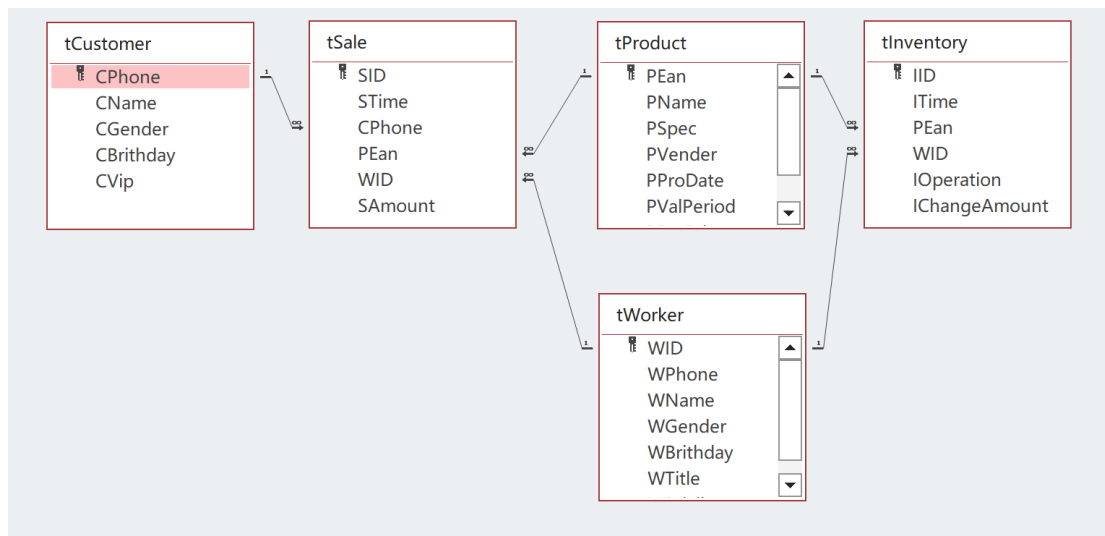 tCustomer
CPhone
CName
CGender
CBrithday
CVip
tSale
SID
STime
CPhone
PEan
WID
SAmount
tProduct
PEan
PName
PSpec
PVender
PProDate
PValPeriod
tInventory
IID
ITime
PEan
WID
IOperation
IChangeAmount
tWorker
WID
WPhone
WName
WGender
WBrithday
WTitle
1
∞
1
∞
1
∞
1
∞
1